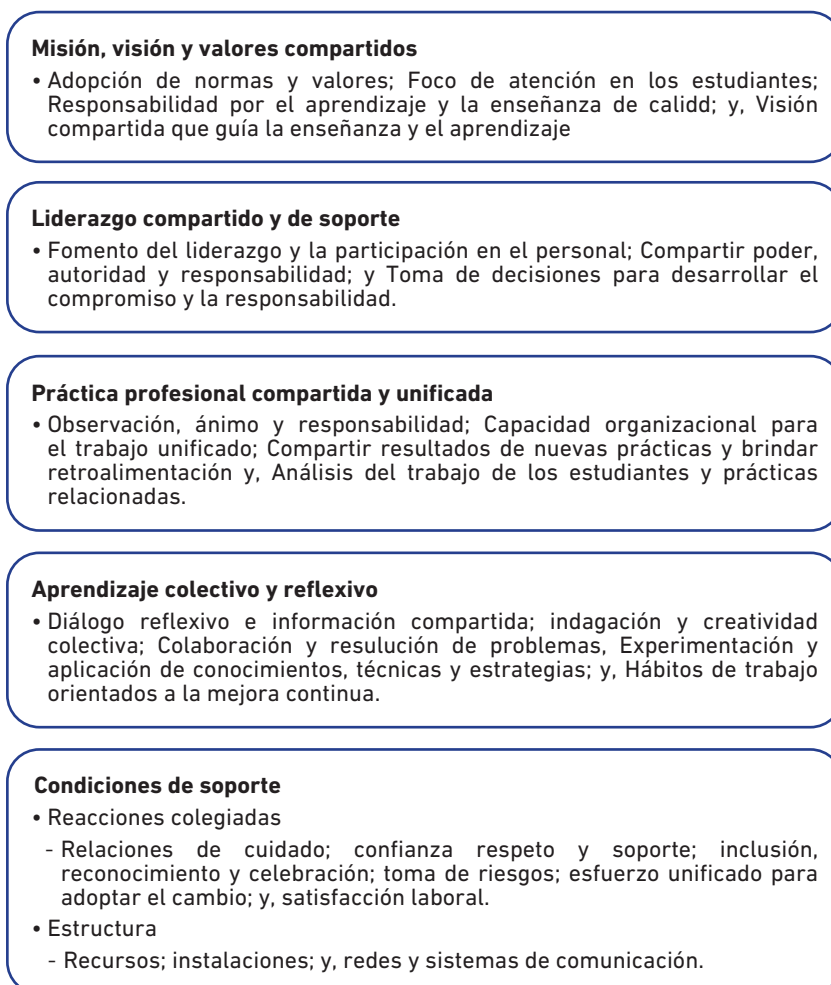 Misión, visión y valores compartidos
• Adopción de normas y valores; Foco de atención en los estudiantes;
Responsabilidad por el aprendizaje y la enseñanza de calidd; y, Visión
compartida que guía la enseñanza y el aprendizaje
Liderazgo compartido y de soporte
• Fomento del liderazgo y la participación en el personal; Compartir poder,
autoridad y responsabilidad; y Toma de decisiones para desarrollar el
compromiso y la responsabilidad.
Práctica profesional compartida y unificada
• Observación, ánimo y responsabilidad; Capacidad organizacional para
el trabajo unificado; Compartir resultados de nuevas prácticas y brindar
retroalimentación y, Análisis del trabajo de los estudiantes y prácticas
relacionadas.
Aprendizaje colectivo y reflexivo
• Diálogo reflexivo e información compartida; indagación y creatividad
colectiva; Colaboración y resulución de problemas, Experimentación y
aplicación de conocimientos, técnicas y estrategias; y, Hábitos de trabajo
orientados a la mejora continua.
Condiciones de soporte
• Reacciones colegiadas
- Relaciones de cuidado; confianza respeto y soporte; inclusión,
reconocimiento y celebración; toma de riesgos; esfuerzo unificado para
adoptar el cambio; y, satisfacción laboral.
• Estructura
- Recursos; instalaciones; y, redes y sistemas de comunicación.